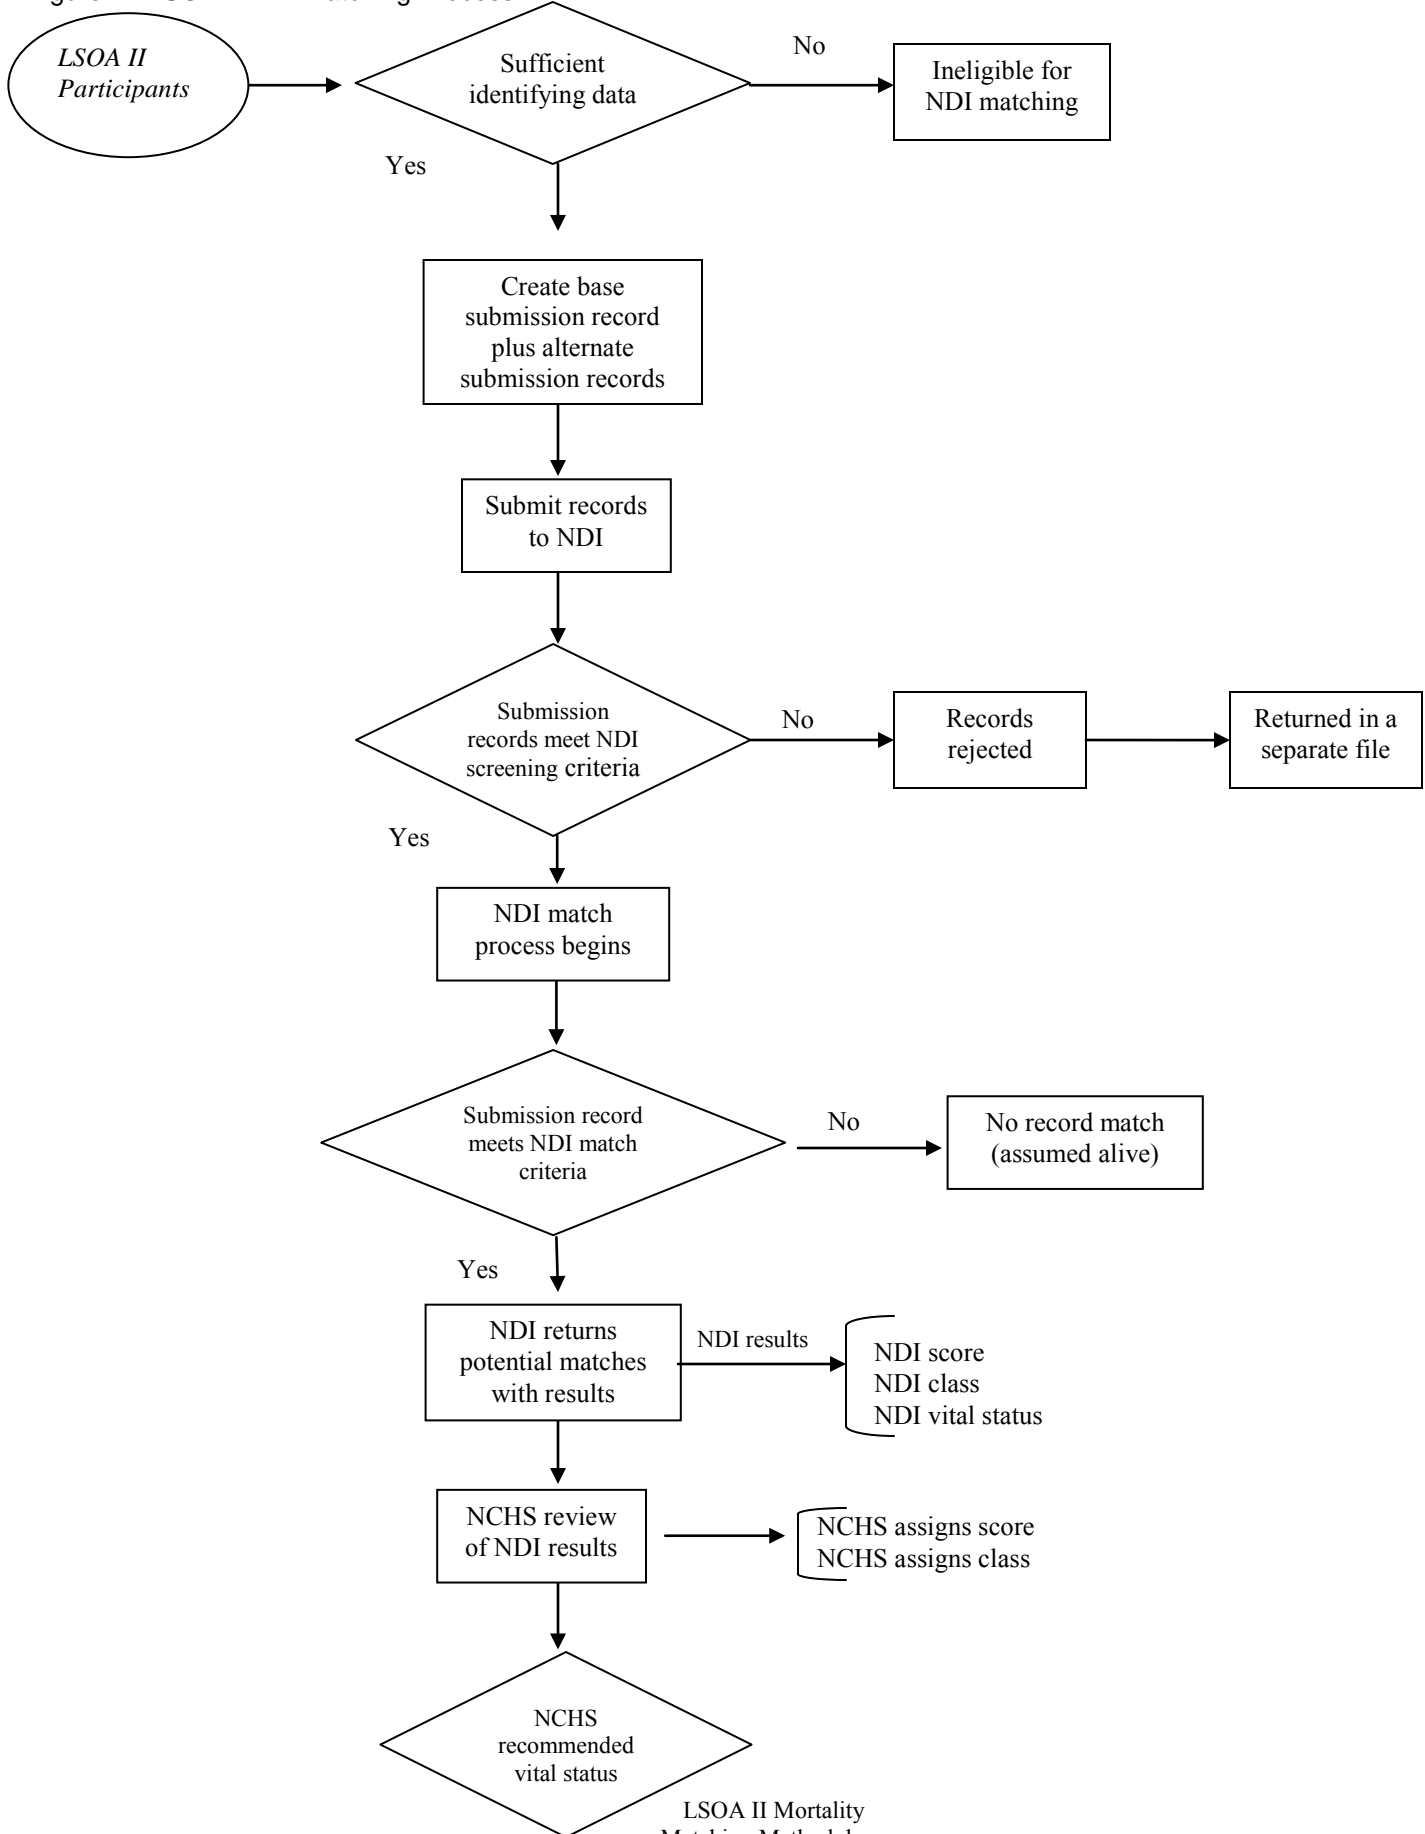 LSOA II
Participants
Sufficient
identifying data
No
Ineligible for
NDI matching
Yes
Create base
submission record
plus alternate
submission records
Submit records
to NDI
Submission
records meet NDI
screening criteria
No
Records
rejected
Returned in a
separate file
Yes
NDI match
process begins
Submission record
meets NDI match
criteria
No
No record match
(assumed alive)
Yes
NDI returns
potential matches
with results
NDI results
NDI score
NDI class
NDI vital status
NCHS review
of NDI results
NCHS assigns score
NCHS assigns class
NCHS
recommended
vital status
LSOA II Mortality